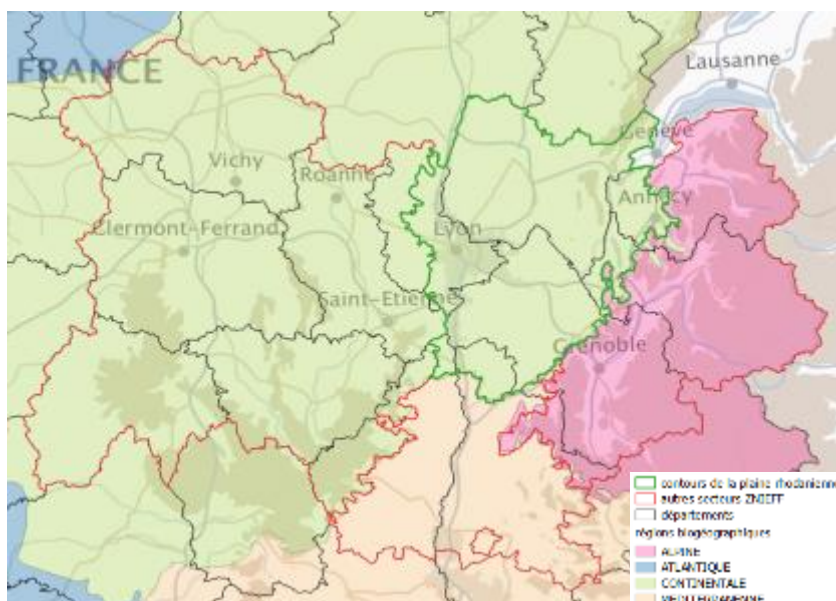 Lausanne
FRANCE
Genève
Vichy
Roanne
Annecy
Clermont-Ferrand
Lyon
Saint-Etienne
Grenoble
contours de la plaine rhodanienne
autres secteurs ZNIEFF
départements
régions biogéographiques
ALPINE
ATLANTIQUE
CONTINENTALE
MEDITERRANEENNE